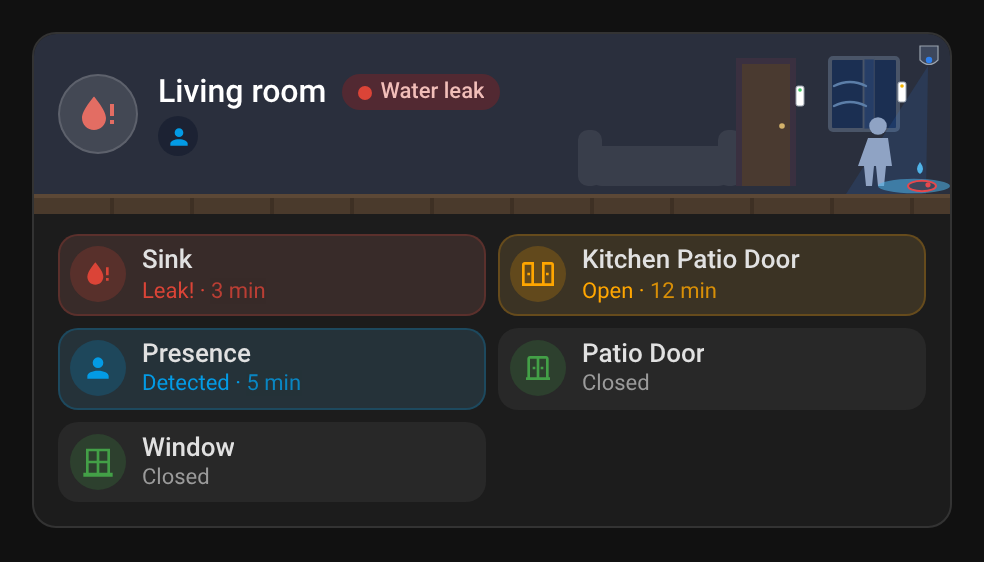 Living room
Water leak
Sink
Leak! · 3 min
Kitchen Patio Door
Open · 12 min
Presence
Detected · 5 min
Patio Door
Closed
Window
Closed